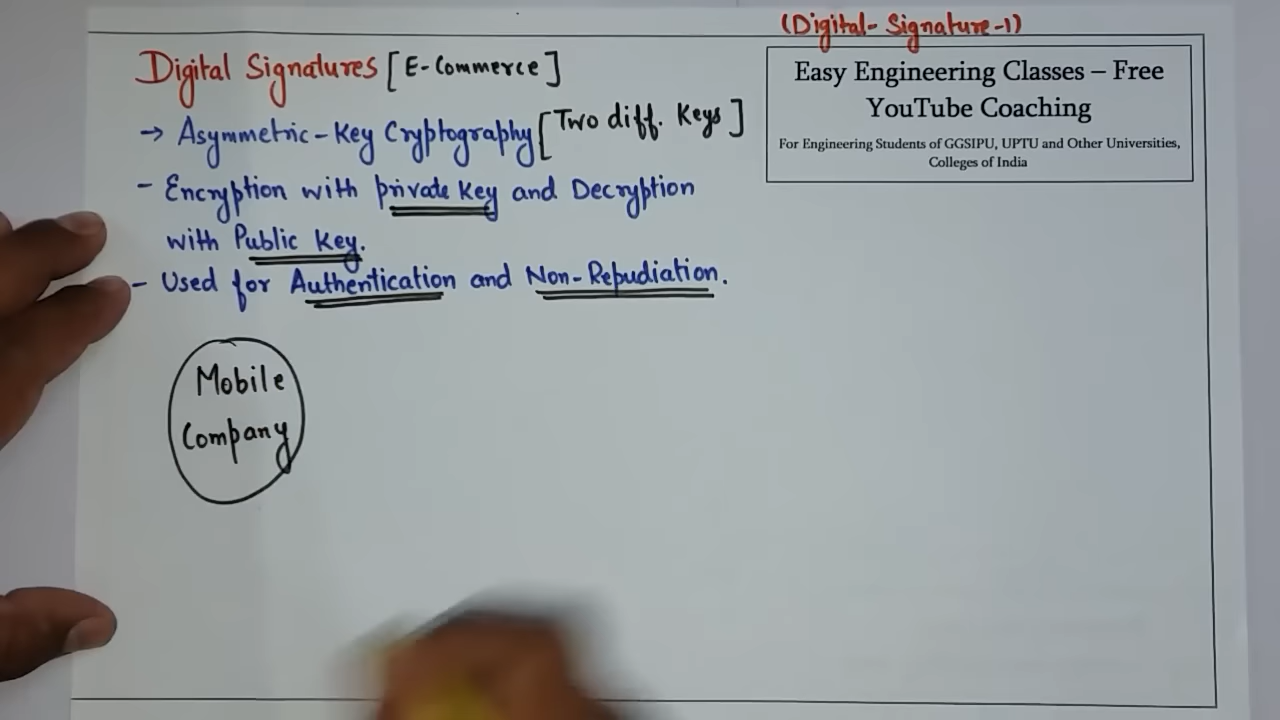 (Digital-Signature-1)
Digital Signatures [E-Commerce]
Easy Engineering Classes – Free
YouTube Coaching
For Engineering Students of GGSIPU, UPTU and Other Universities,
Colleges of India
→ Asymmetric-Key Cryptography [Two diff. Keys]
- Encryption with private Key and Decryption
with Public Key.
- Used for Authentication and Non-Repudiation.
Mobile
Company